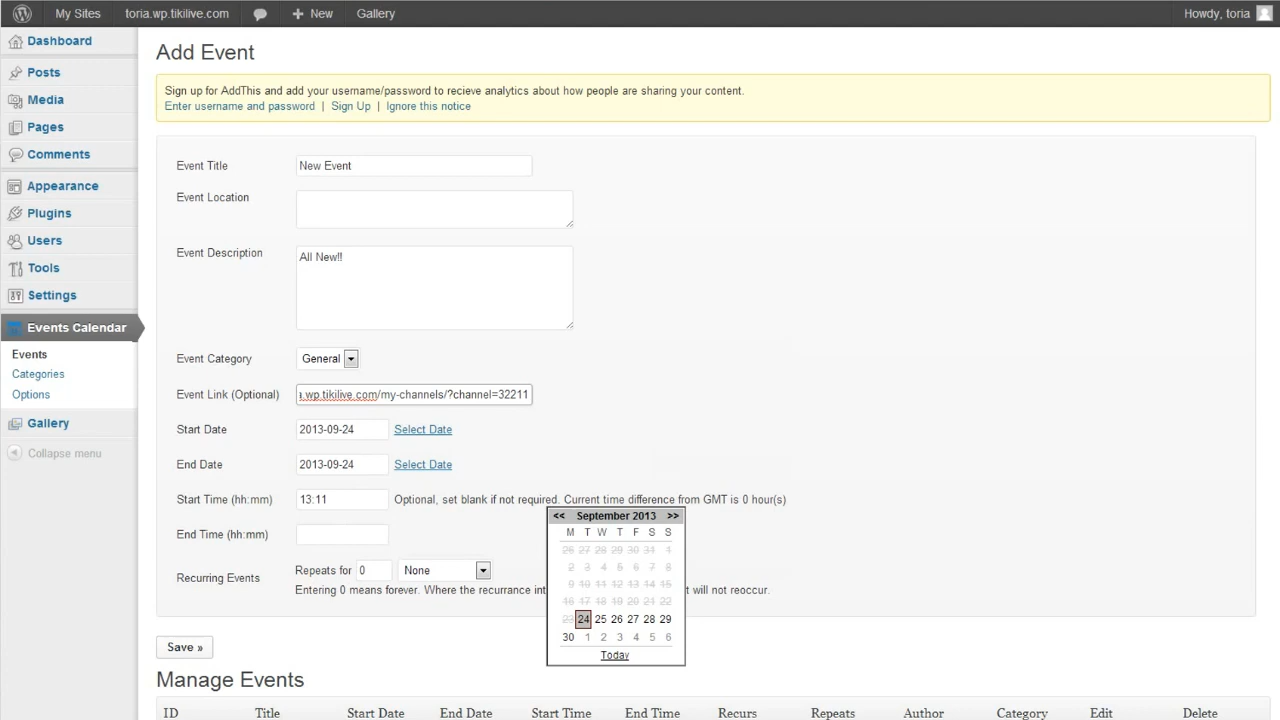 My Sites toria.wp.tikilive.com New Gallery Howdy, toria
Dashboard
Posts
Media
Pages
Comments
Appearance
Plugins
Users
Tools
Settings
Events Calendar
Events
Categories
Options
Gallery
Collapse menu
Add Event
Sign up for AddThis and add your username/password to recieve analytics about how people are sharing your content.
Enter username and password | Sign Up | Ignore this notice
Event Title New Event
Event Location
Event Description All New!!
Event Category General
Event Link (Optional) .wp.tikilive.com/my-channels/?channel=32211
Start Date 2013-09-24 Select Date
End Date 2013-09-24 Select Date
Start Time (hh:mm) 13:11 Optional, set blank if not required. Current time difference from GMT is 0 hour(s)
End Time (hh:mm)
Recurring Events Repeats for 0 None
Entering 0 means forever. Where the recurrance int t will not reoccur.
<< September 2013 >>
M T W T F S S
26 27 28 29 30 31 1
2 3 4 5 6 7 8
9 10 11 12 13 14 15
16 17 18 19 20 21 22
23 24 25 26 27 28 29
30 1 2 3 4 5 6
Today
Save »
Manage Events
ID Title Start Date End Date Start Time End Time Recurs Repeats Author Category Edit Delete